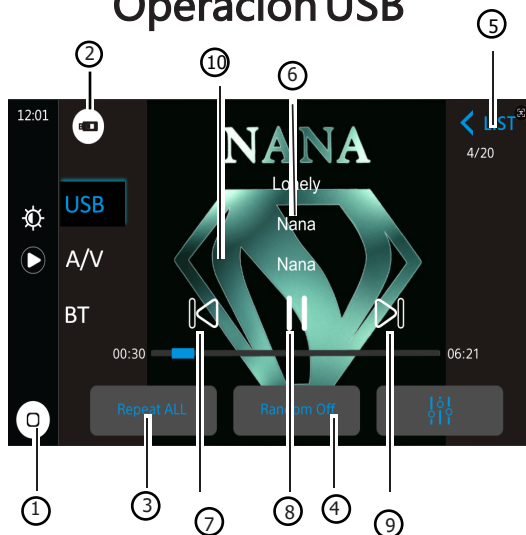 Operación USB
2
10
6
5
12:01
LIST
4/20
NANA
Lonely
USB
Nana
A/V
Nana
BT
00:30
06:21
Repeat ALL
Random Off
1
3
7
8
4
9